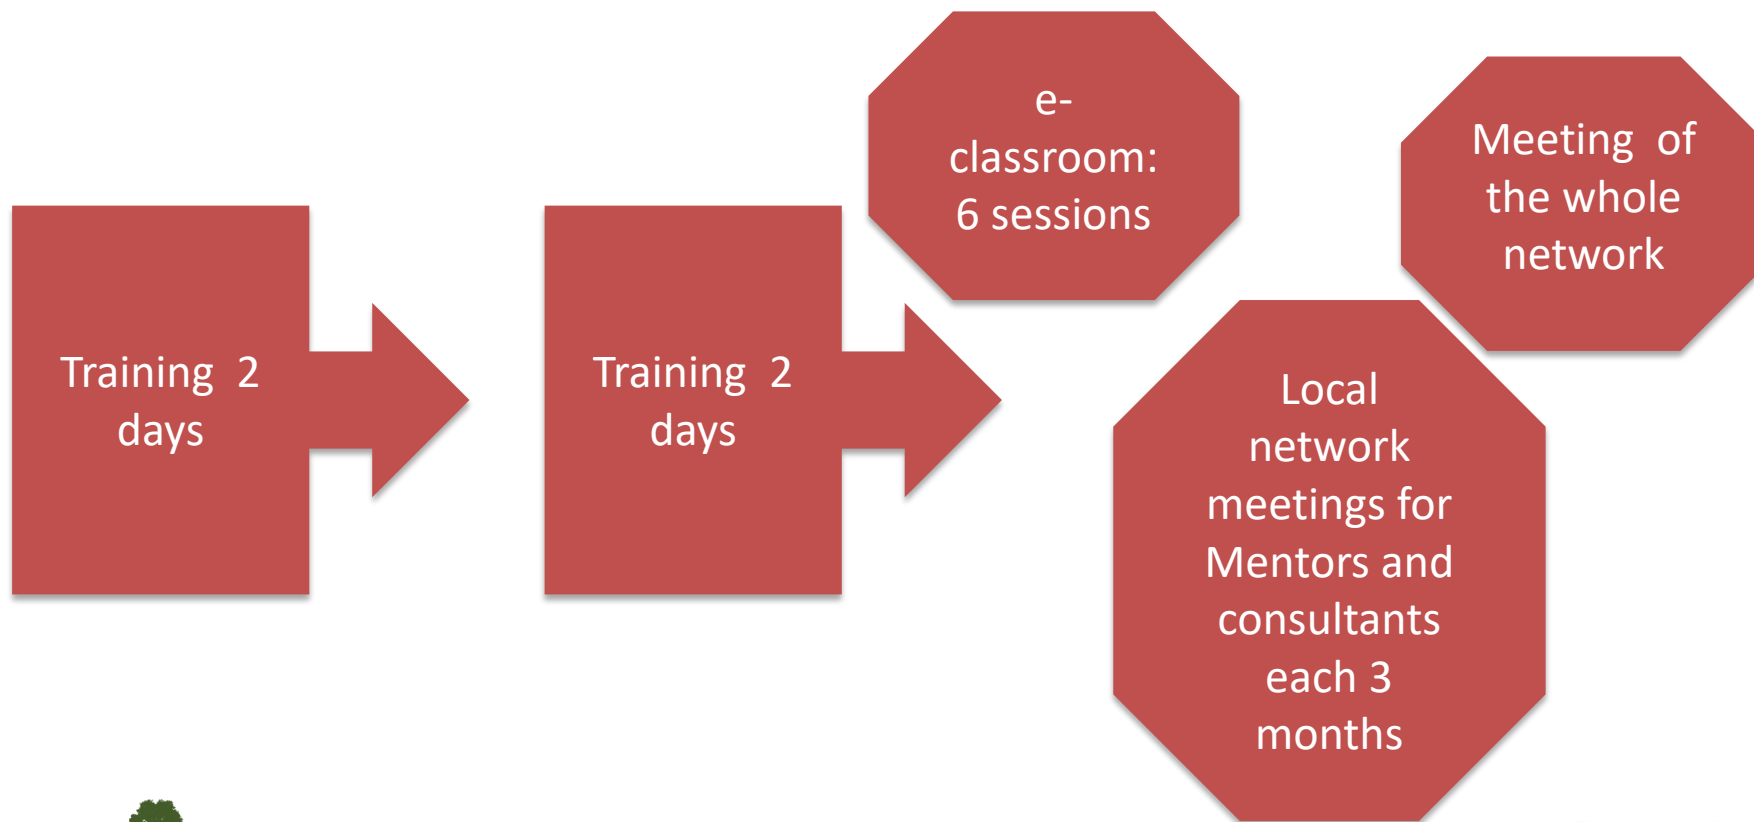 Training 2
days
Training 2
days
e-
classroom:
6 sessions
Meeting of
the whole
network
Local
network
meetings for
Mentors and
consultants
each 3
months